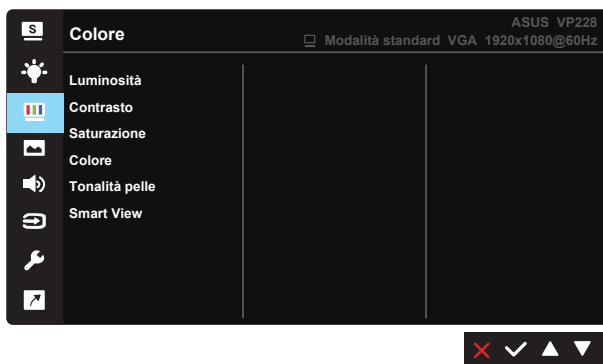 S
Colore
ASUS VP228
Modalità standard VGA 1920x1080@60Hz
Luminosità
Contrasto
Saturazione
Colore
Tonalità pelle
Smart View